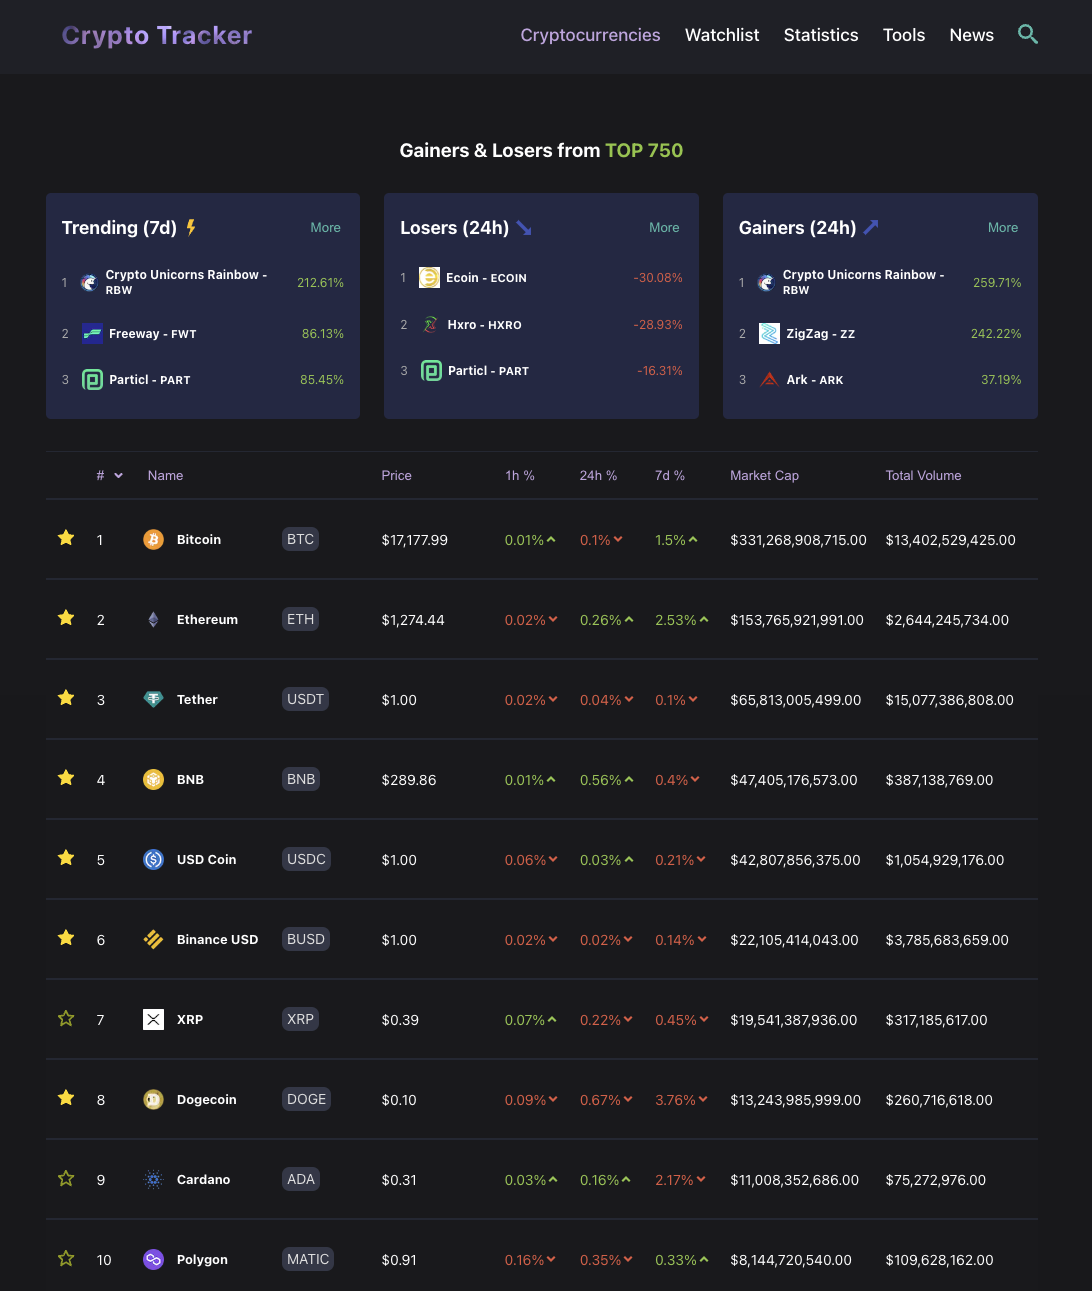 Crypto Tracker
Cryptocurrencies Watchlist Statistics Tools News
Gainers & Losers from TOP 750
Trending (7d) More
1 Crypto Unicorns Rainbow - RBW 212.61%
2 Freeway - FWT 86.13%
3 Particl - PART 85.45%
Losers (24h) More
1 Ecoin - ECOIN -30.08%
2 Hxro - HXRO -28.93%
3 Particl - PART -16.31%
Gainers (24h) More
1 Crypto Unicorns Rainbow - RBW 259.71%
2 ZigZag - ZZ 242.22%
3 Ark - ARK 37.19%
# Name Price 1h % 24h % 7d % Market Cap Total Volume
1 Bitcoin BTC $17,177.99 0.01% 0.1% 1.5% $331,268,908,715.00 $13,402,529,425.00
2 Ethereum ETH $1,274.44 0.02% 0.26% 2.53% $153,765,921,991.00 $2,644,245,734.00
3 Tether USDT $1.00 0.02% 0.04% 0.1% $65,813,005,499.00 $15,077,386,808.00
4 BNB BNB $289.86 0.01% 0.56% 0.4% $47,405,176,573.00 $387,138,769.00
5 USD Coin USDC $1.00 0.06% 0.03% 0.21% $42,807,856,375.00 $1,054,929,176.00
6 Binance USD BUSD $1.00 0.02% 0.02% 0.14% $22,105,414,043.00 $3,785,683,659.00
7 XRP XRP $0.39 0.07% 0.22% 0.45% $19,541,387,936.00 $317,185,617.00
8 Dogecoin DOGE $0.10 0.09% 0.67% 3.76% $13,243,985,999.00 $260,716,618.00
9 Cardano ADA $0.31 0.03% 0.16% 2.17% $11,008,352,686.00 $75,272,976.00
10 Polygon MATIC $0.91 0.16% 0.35% 0.33% $8,144,720,540.00 $109,628,162.00